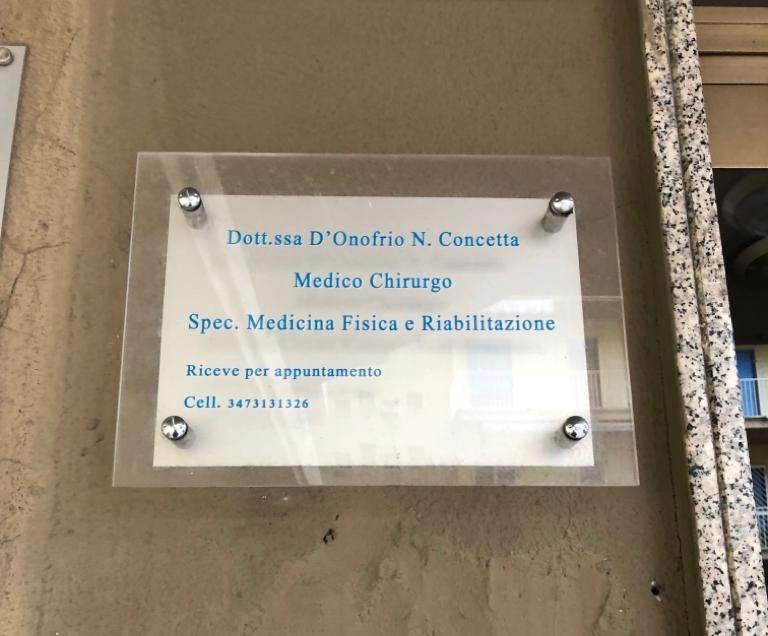 Dott.ssa D'Onofrio N. Concetta
Medico Chirurgo
Spec. Medicina Fisica e Riabilitazione
Riceve per appuntamento
Cell. 3473131326